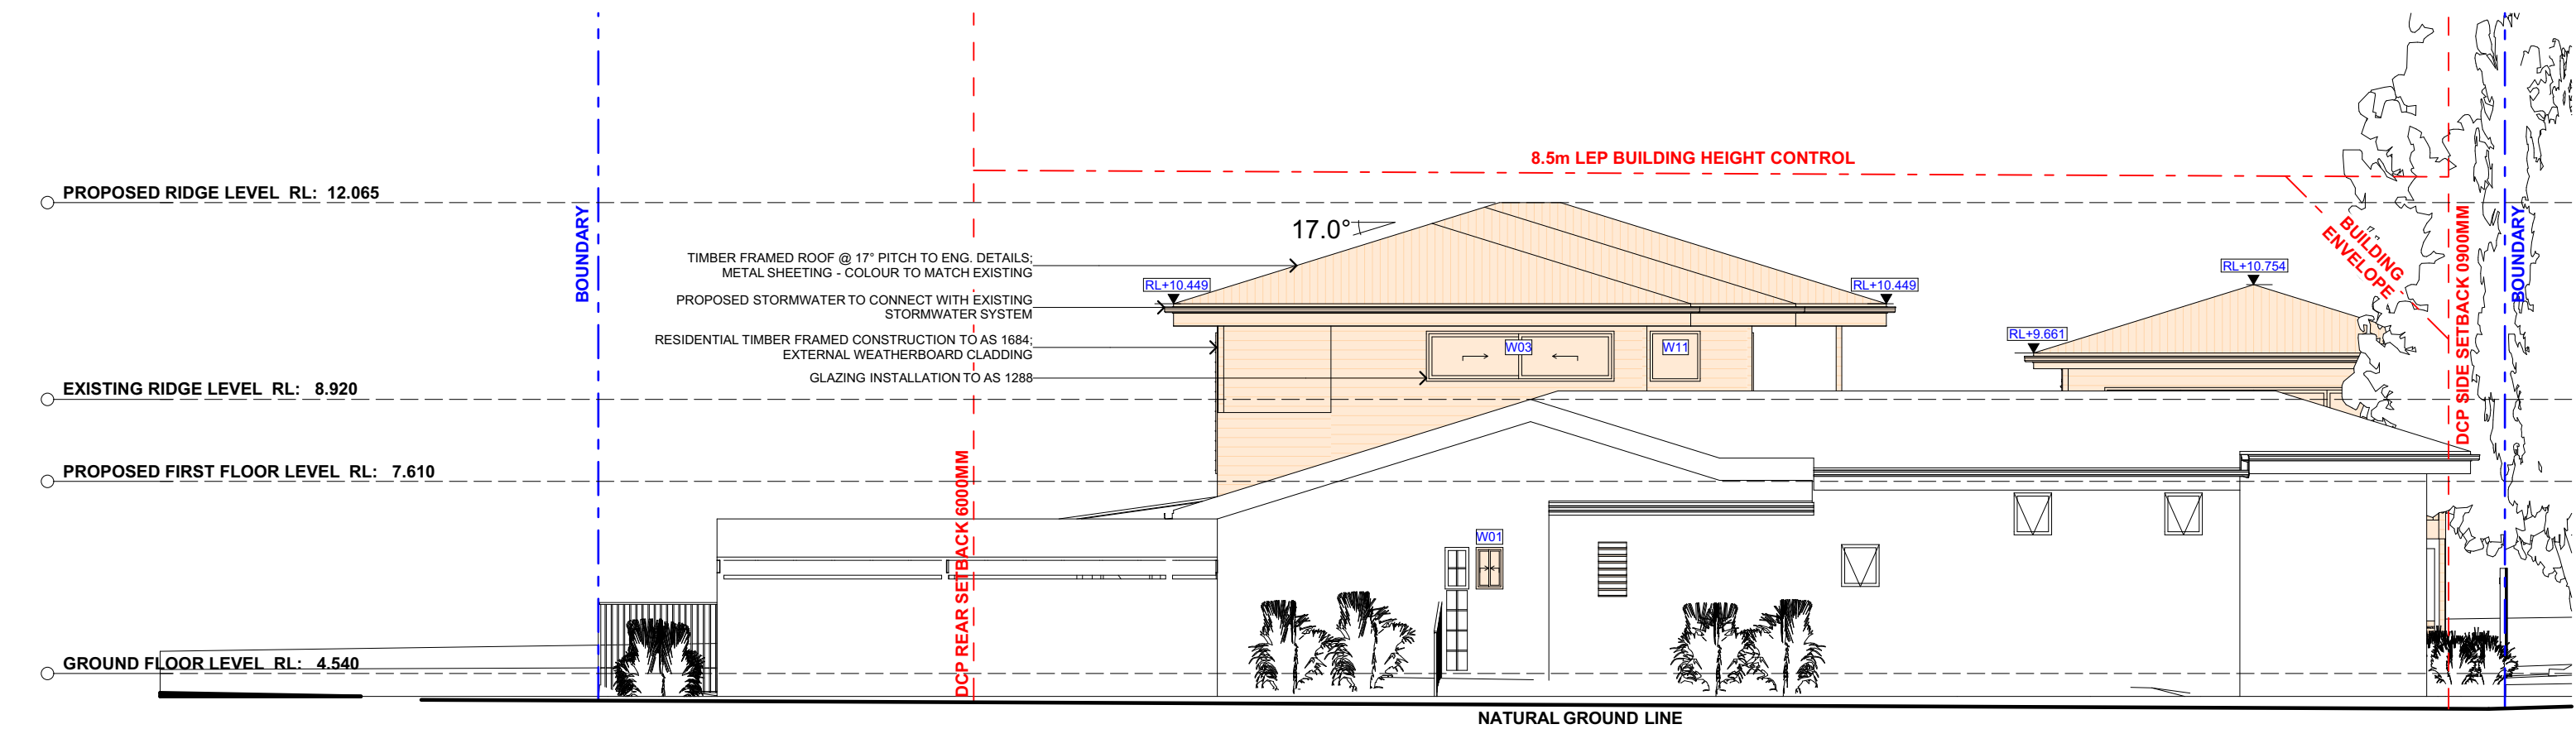 8.5m LEP BUILDING HEIGHT CONTROL
PROPOSED RIDGE LEVEL RL: 12.065
BOUNDARY
17.0°
TIMBER FRAMED ROOF @ 17° PITCH TO ENG. DETAILS;
METAL SHEETING - COLOUR TO MATCH EXISTING
PROPOSED STORMWATER TO CONNECT WITH EXISTING
STORMWATER SYSTEM
RESIDENTIAL TIMBER FRAMED CONSTRUCTION TO AS 1684;
EXTERNAL WEATHERBOARD CLADDING
GLAZING INSTALLATION TO AS 1288
RL+10.449
RL+10.449
RL+10.754
RL+9.661
BUILDING
ENVELOPE
DCP SIDE SETBACK 0900MM
BOUNDARY
W03
W11
EXISTING RIDGE LEVEL RL: 8.920
PROPOSED FIRST FLOOR LEVEL RL: 7.610
DCP REAR SETBACK 6000MM
W01
GROUND FLOOR LEVEL RL: 4.540
NATURAL GROUND LINE